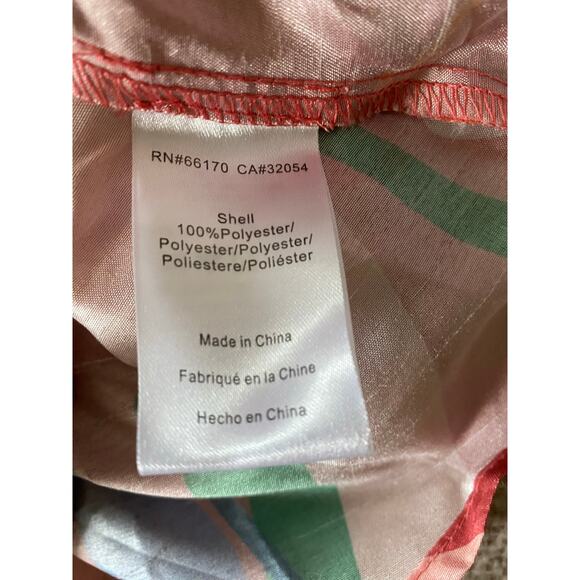 RN#66170 CA#32054
Shell
100%Polyester/
Polyester/Polyester/
Poliestere/Poliéster
Made in China
Fabriqué en la Chine
Hecho en China